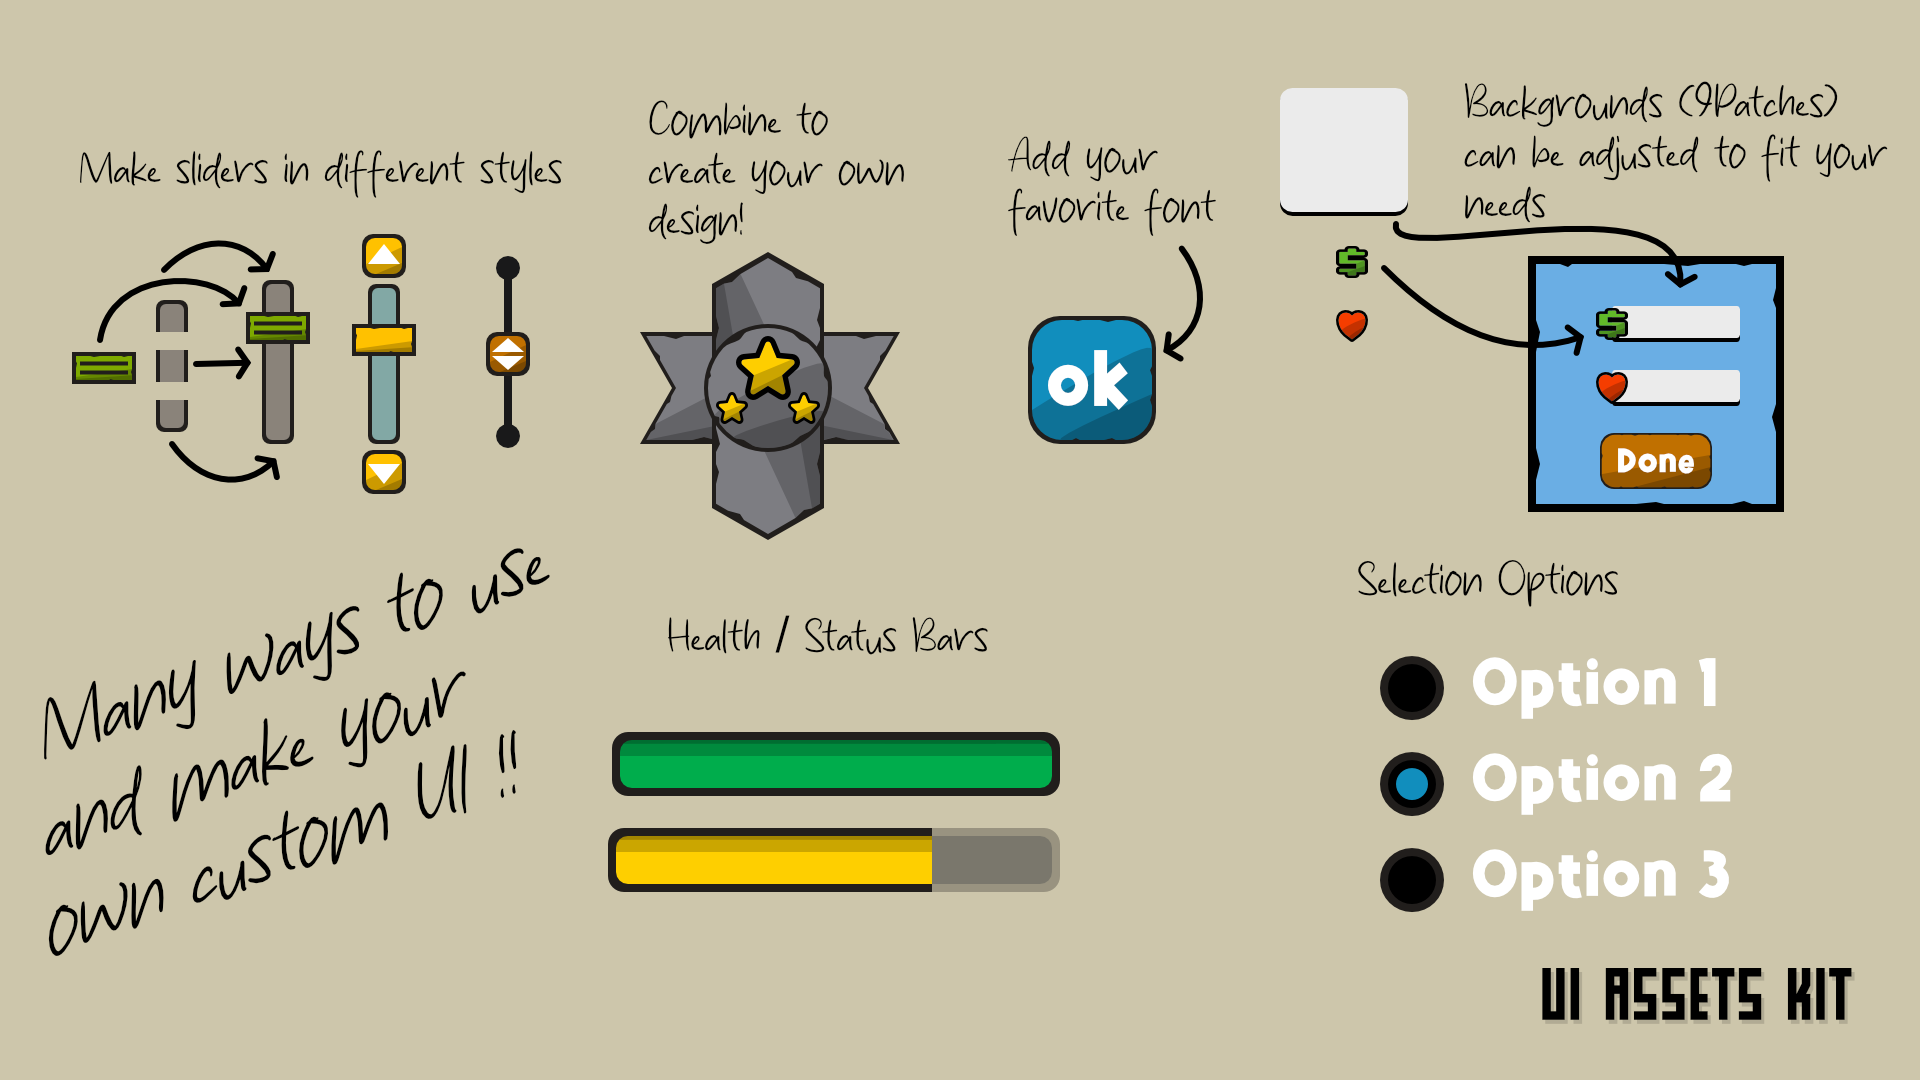 Make sliders in different styles
Combine to
create your own
design!
Add your
favorite font
Backgrounds (9Patches)
can be adjusted to fit your
needs
$
ok
$
Done
Many ways to use
and make your
own custom UI !!
Health / Status Bars
Selection Options
Option 1
Option 2
Option 3
UI ASSETS KIT